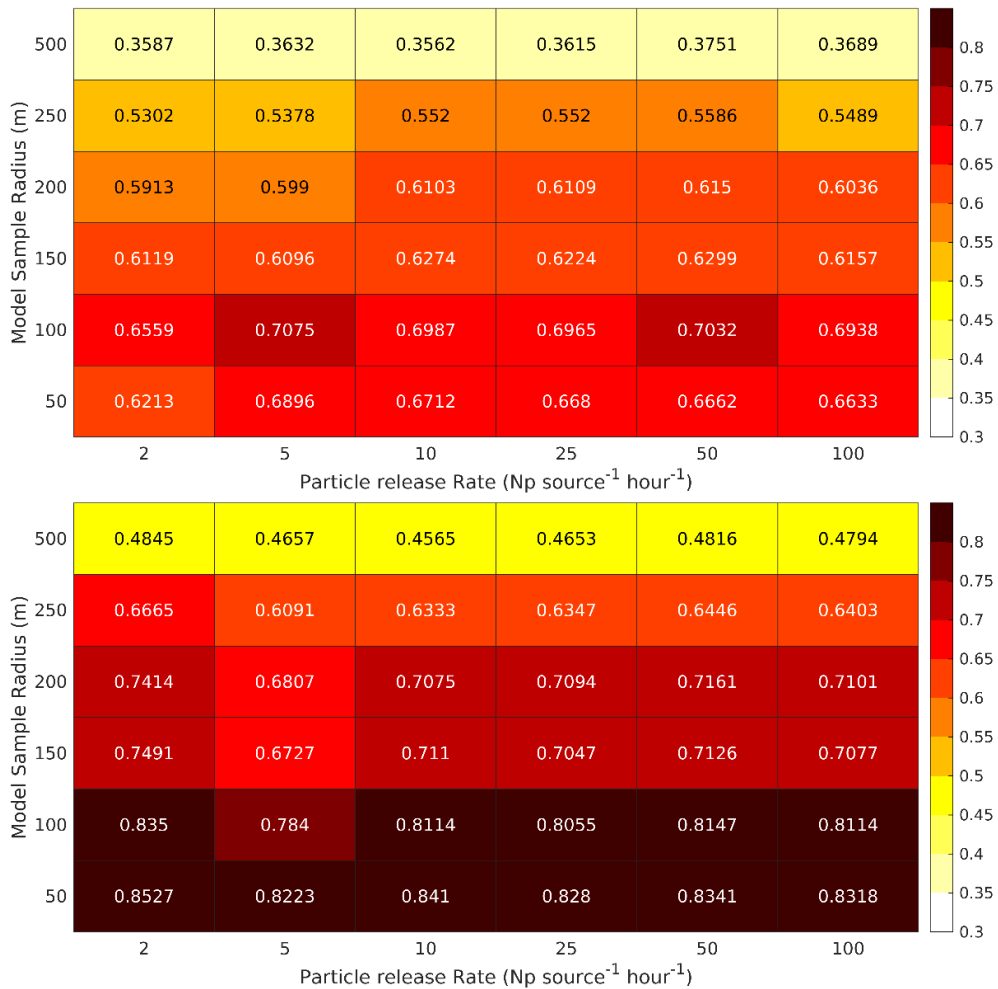 500 0.3587 0.3632 0.3562 0.3615 0.3751 0.3689
250 0.5302 0.5378 0.552 0.552 0.5586 0.5489
200 0.5913 0.599 0.6103 0.6109 0.615 0.6036
150 0.6119 0.6096 0.6274 0.6224 0.6299 0.6157
100 0.6559 0.7075 0.6987 0.6965 0.7032 0.6938
50 0.6213 0.6896 0.6712 0.668 0.6662 0.6633
2 5 10 25 50 100
Particle release Rate (Np source⁻¹ hour⁻¹)
Model Sample Radius (m)
0.8
0.75
0.7
0.65
0.6
0.55
0.5
0.45
0.4
0.35
0.3
500 0.4845 0.4657 0.4565 0.4653 0.4816 0.4794
250 0.6665 0.6091 0.6333 0.6347 0.6446 0.6403
200 0.7414 0.6807 0.7075 0.7094 0.7161 0.7101
150 0.7491 0.6727 0.711 0.7047 0.7126 0.7077
100 0.835 0.784 0.8114 0.8055 0.8147 0.8114
50 0.8527 0.8223 0.841 0.828 0.8341 0.8318
2 5 10 25 50 100
Particle release Rate (Np source⁻¹ hour⁻¹)
Model Sample Radius (m)
0.8
0.75
0.7
0.65
0.6
0.55
0.5
0.45
0.4
0.35
0.3